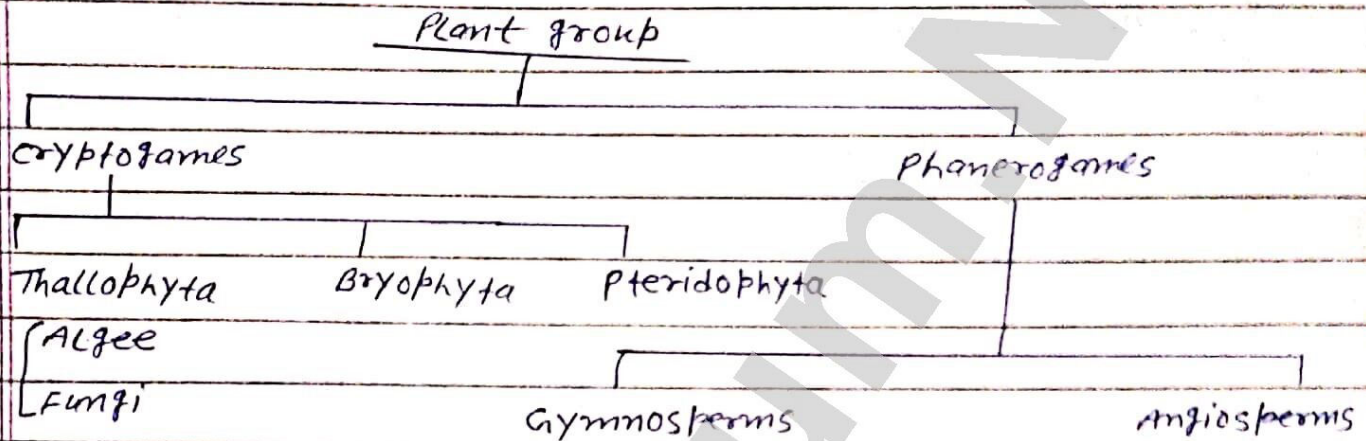 Plant group
Cryptogames Phanerogames
Thallophyta Bryophyta Pteridophyta
Algee
Fungi
Gymnosperms Angiosperms